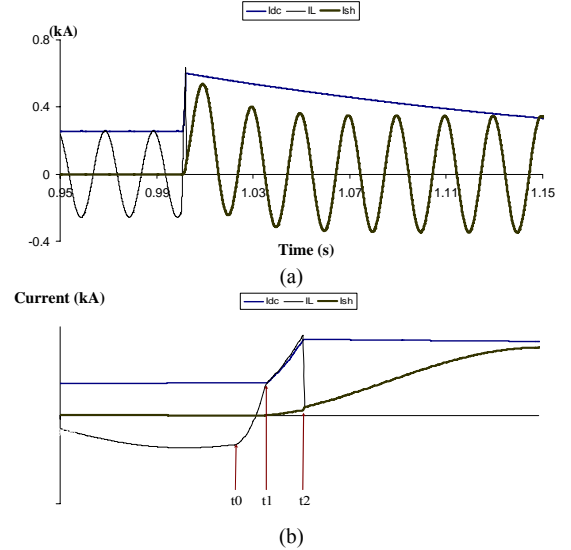 Idc IL Ish
(kA)
0.8
0.4
0
-0.4
0.95 0.99 1.03 1.07 1.11 1.15
Time (s)
(a)
Current (kA)
Idc IL Ish
t0 t1 t2
(b)